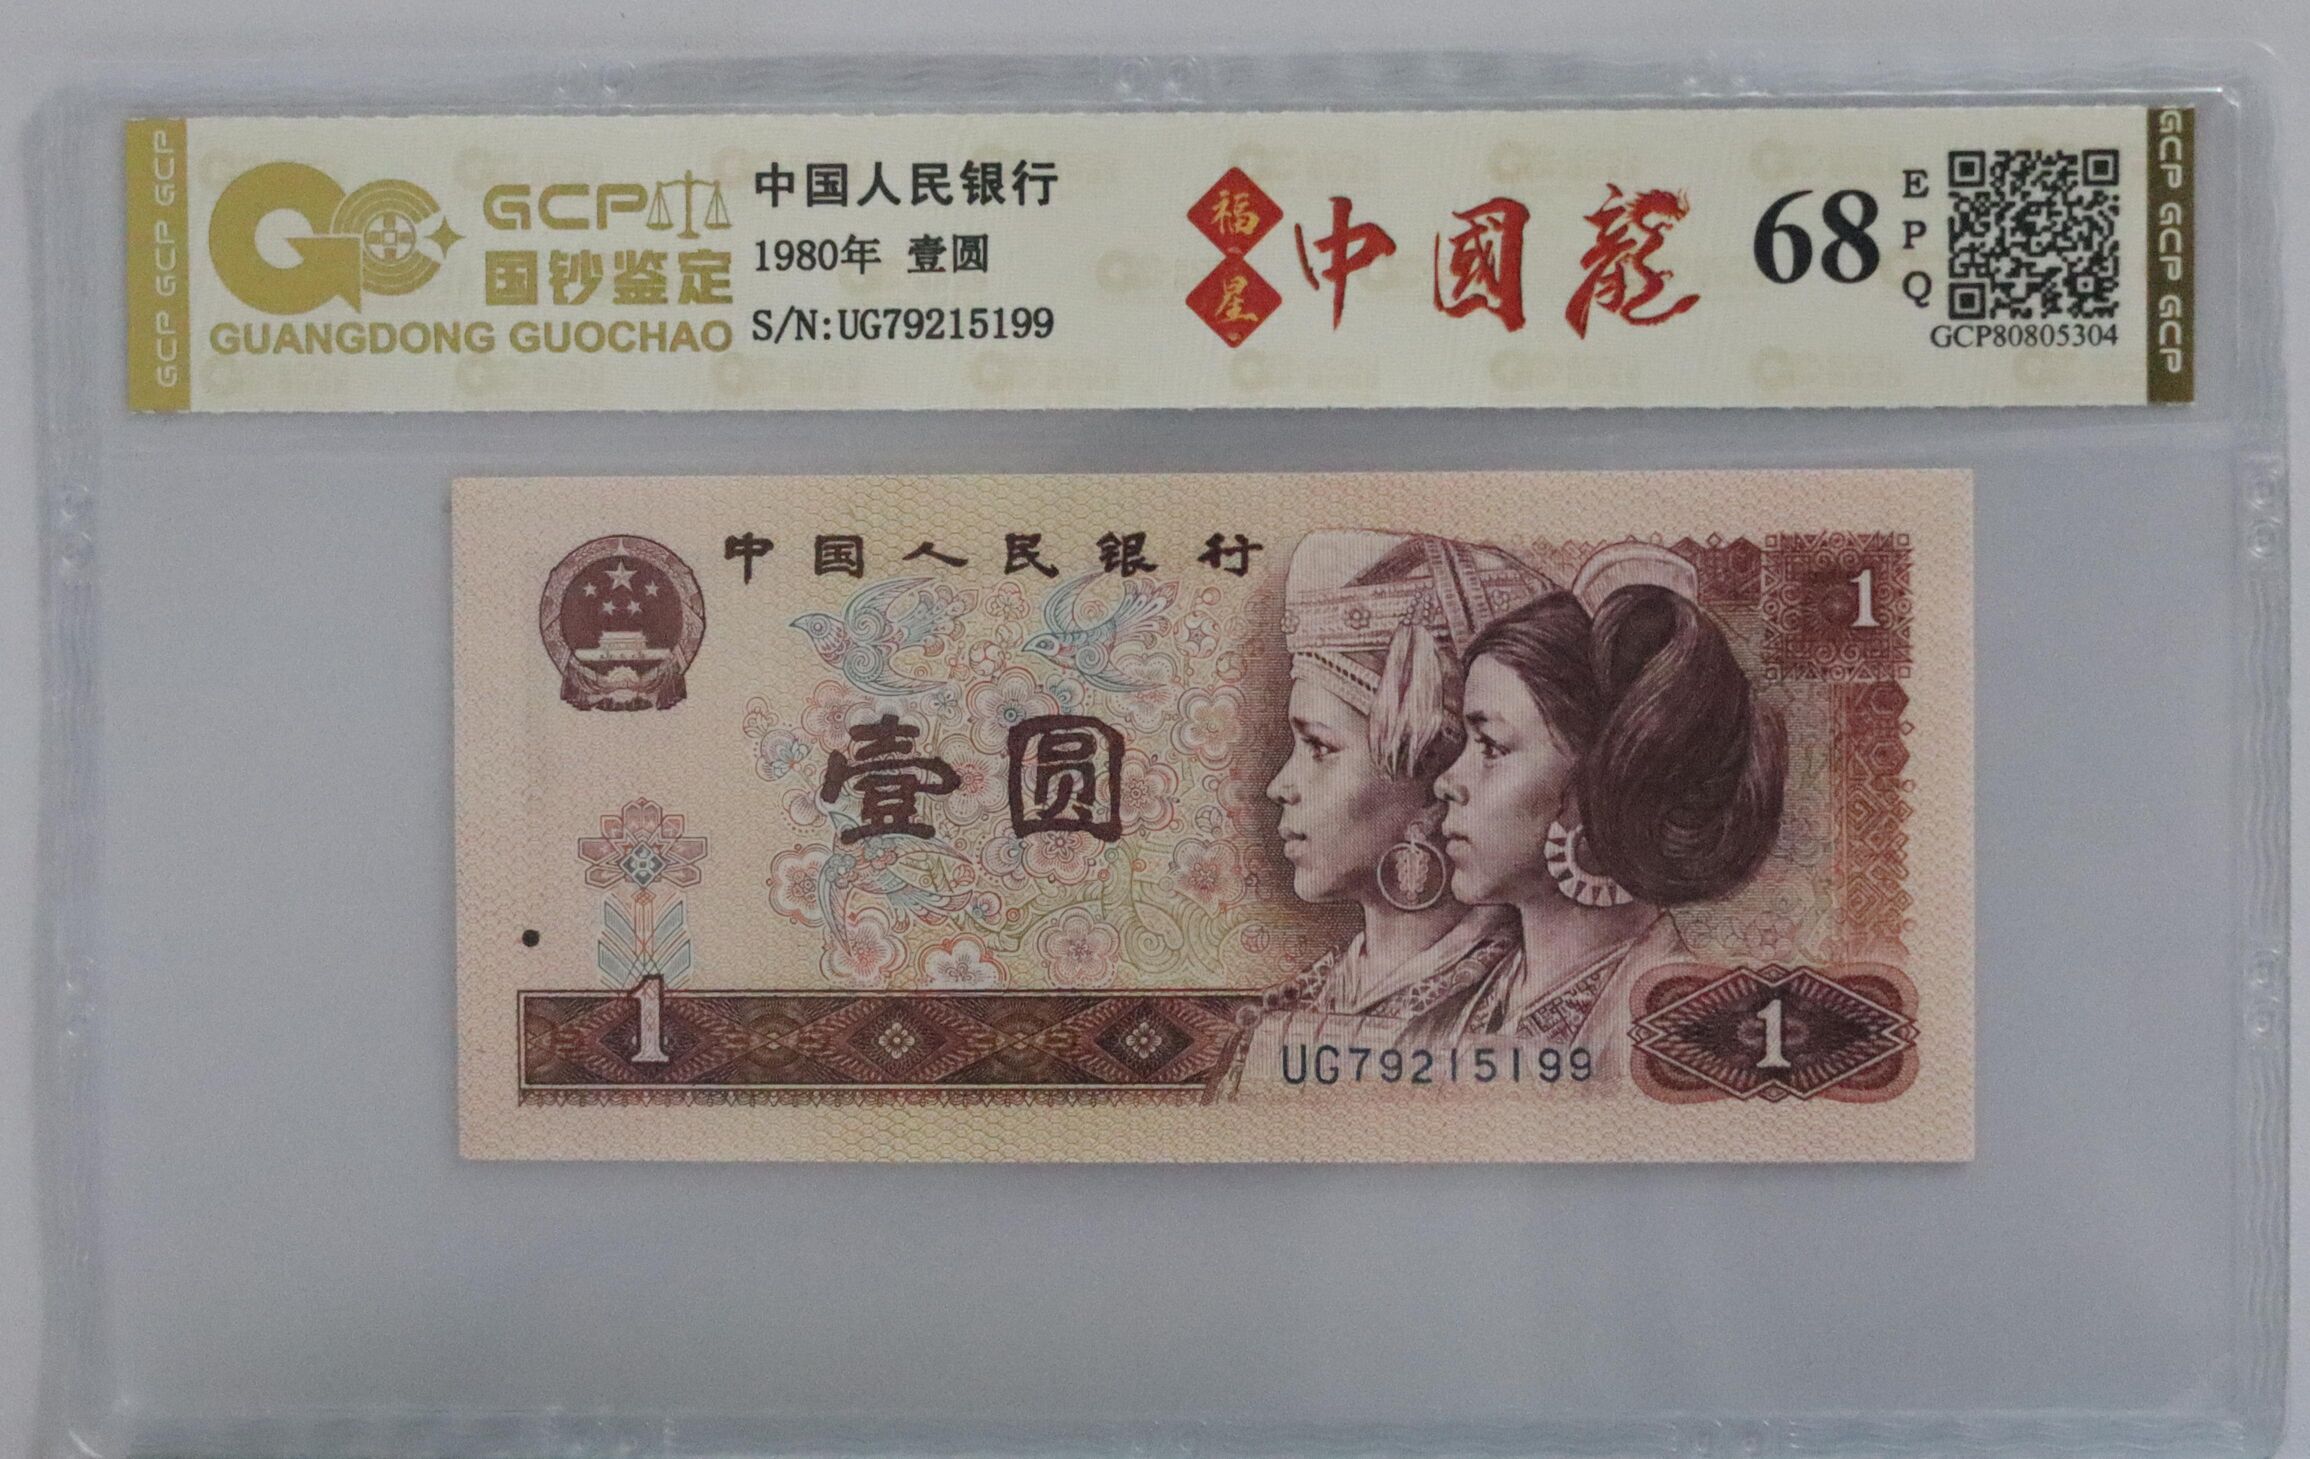 GCP GCP GCP
GCP
国钞鉴定
GUANGDONG GUOCHAO
中国人民银行
1980年 壹圆
S/N:UG79215199
福星
中國龍
68
EPQ
GCP80805304
GCP GCP GCP
中国人民银行
1
壹圆
1
UG79215199
1